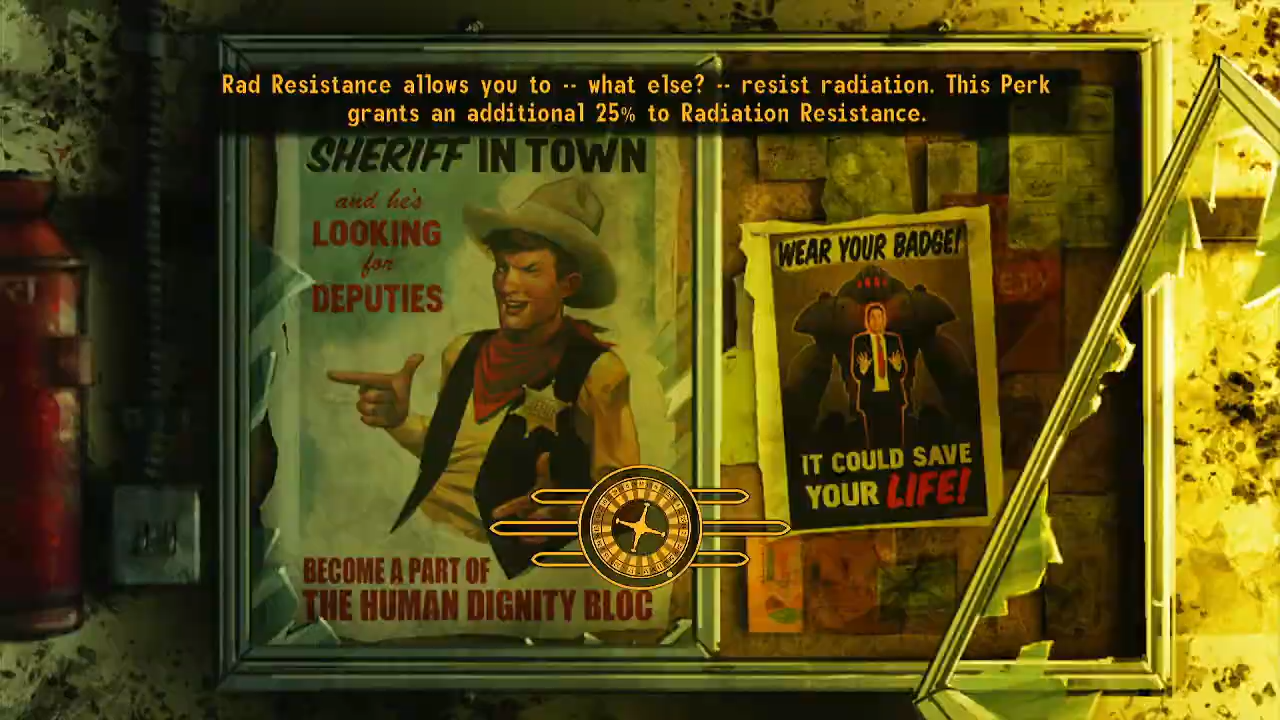 Rad Resistance allows you to -- what else? -- resist radiation. This Perk
grants an additional 25% to Radiation Resistance.
SHERIFF IN TOWN
and he's
LOOKING
for
DEPUTIES
BECOME A PART OF
THE HUMAN DIGNITY BLOC
WEAR YOUR BADGE!
IT COULD SAVE
YOUR LIFE!